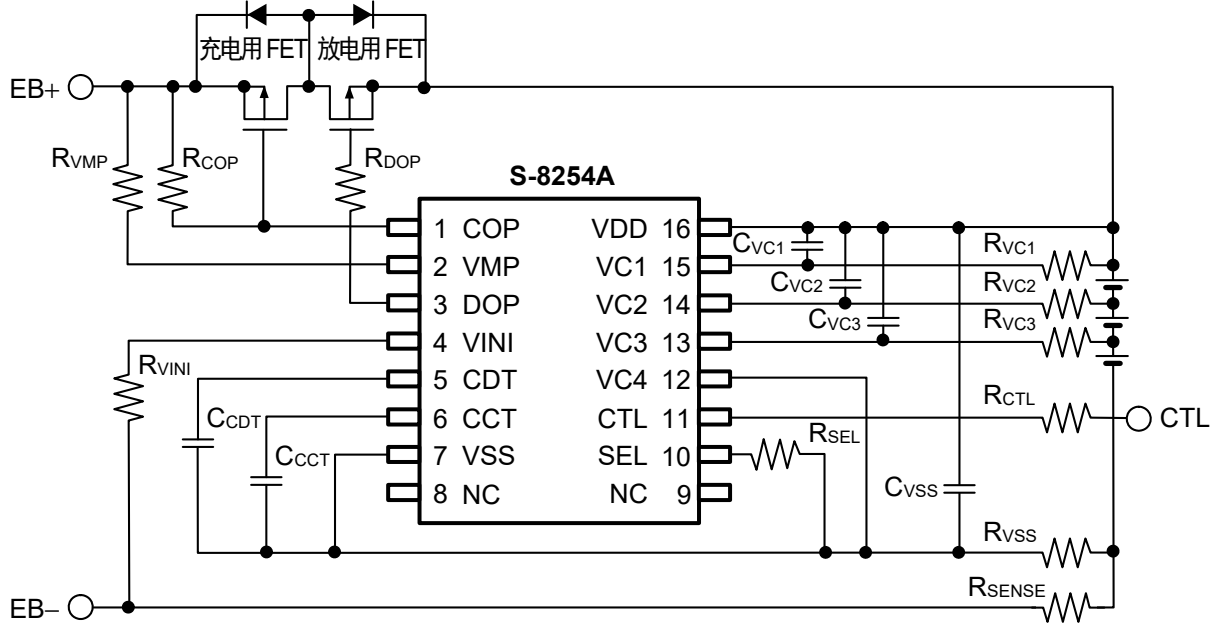 充电用 FET 放电用 FET
EB+
RVMP RCOP RDOP
S-8254A
1 COP VDD 16
2 VMP VC1 15
3 DOP VC2 14
4 VINI VC3 13
5 CDT VC4 12
6 CCT CTL 11
7 VSS SEL 10
8 NC NC 9
CVC1 RVC1
CVC2 RVC2
CVC3 RVC3
RVINI
CCDT
CCCT
RCTL CTL
RSEL
CVSS
RVSS
RSENSE
EB−